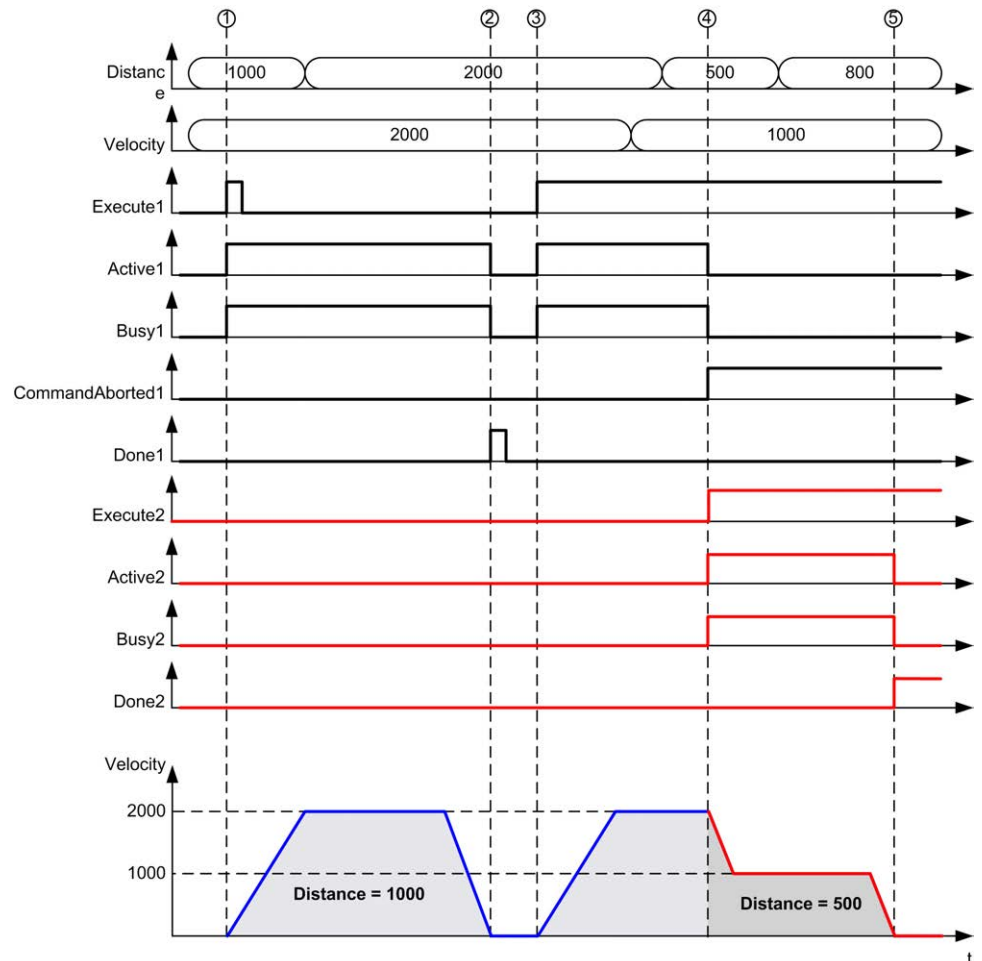 ① ② ③ ④ ⑤
Distanc
e
1000 2000 500 800
Velocity
2000 1000
Execute1
Active1
Busy1
CommandAborted1
Done1
Execute2
Active2
Busy2
Done2
Velocity
2000
1000
Distance = 1000
Distance = 500
t